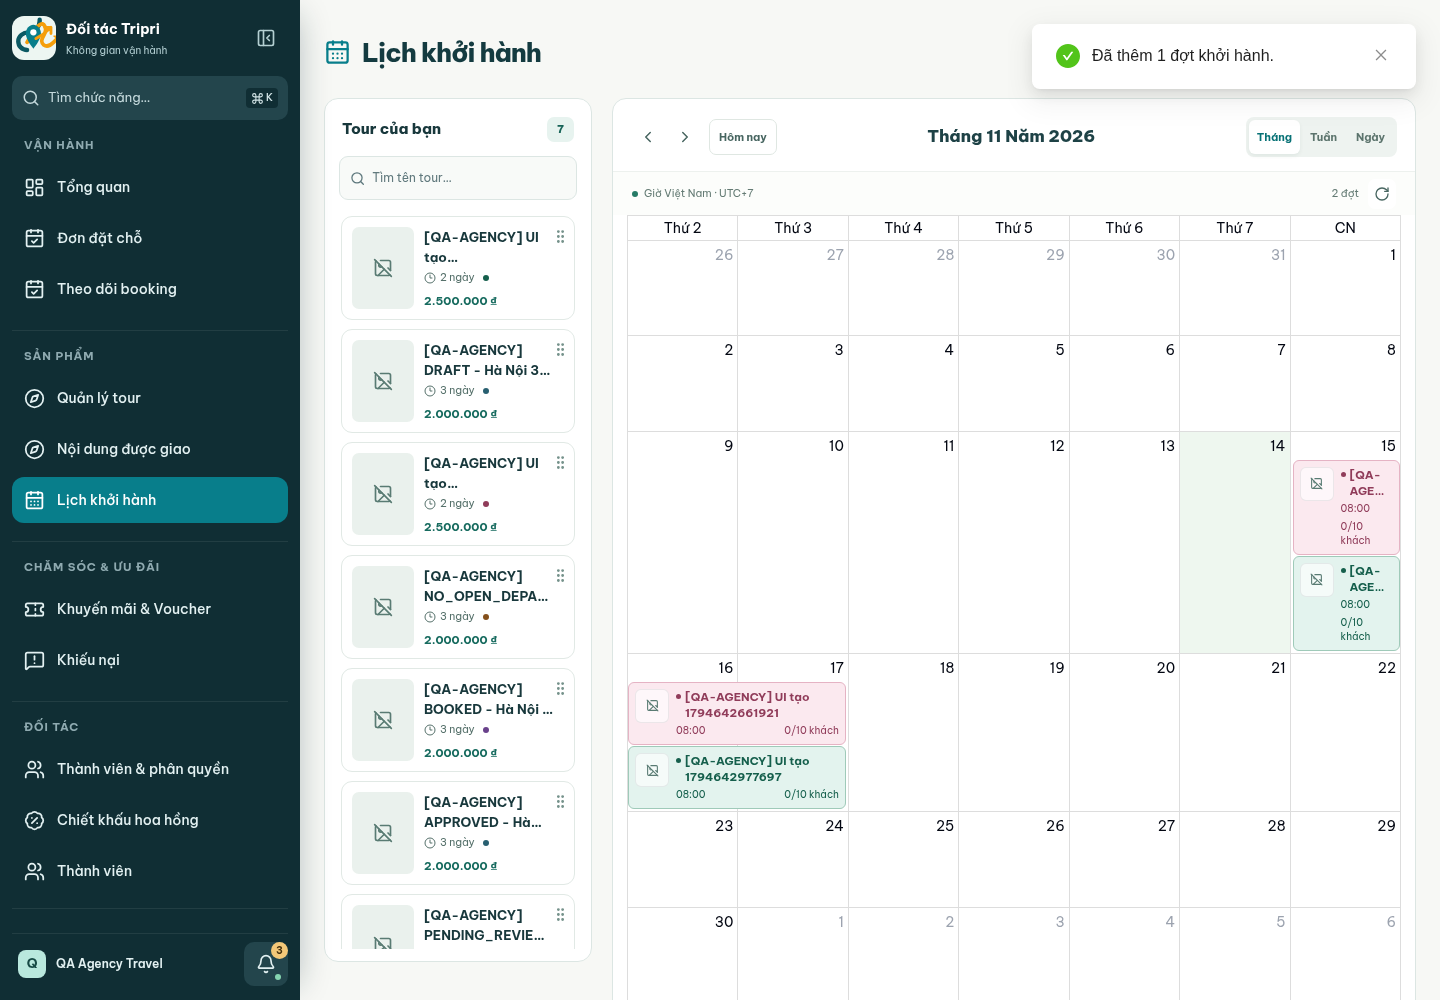 Đối tác Tripri
Không gian vận hành
Tìm chức năng...
⌘K
VẬN HÀNH
Tổng quan
Đơn đặt chỗ
Theo dõi booking
SẢN PHẨM
Quản lý tour
Nội dung được giao
Lịch khởi hành
CHĂM SÓC & ƯU ĐÃI
Khuyến mãi & Voucher
Khiếu nại
ĐỐI TÁC
Thành viên & phân quyền
Chiết khấu hoa hồng
Thành viên
Q
QA Agency Travel
3
Lịch khởi hành
Đã thêm 1 đợt khởi hành.
Tour của bạn
7
Tìm tên tour...
[QA-AGENCY] UI
tạo...
2 ngày
2.500.000 ₫
[QA-AGENCY]
DRAFT - Hà Nội 3...
3 ngày
2.000.000 ₫
[QA-AGENCY] UI
tạo...
2 ngày
2.500.000 ₫
[QA-AGENCY]
NO_OPEN_DEPA...
3 ngày
2.000.000 ₫
[QA-AGENCY]
BOOKED - Hà Nội ...
3 ngày
2.000.000 ₫
[QA-AGENCY]
APPROVED - Hà...
3 ngày
2.000.000 ₫
[QA-AGENCY]
PENDING_REVIE...
Hôm nay
Tháng 11 Năm 2026
Tháng Tuần Ngày
Giờ Việt Nam · UTC+7
2 đợt
Thứ 2 Thứ 3 Thứ 4 Thứ 5 Thứ 6 Thứ 7 CN
26 27 28 29 30 31 1
2 3 4 5 6 7 8
9 10 11 12 13 14 15
[QA-
AGE...
08:00
0/10
khách
[QA-
AGE...
08:00
0/10
khách
16 17 18 19 20 21 22
[QA-AGENCY] UI tạo
1794642661921
08:00 0/10 khách
[QA-AGENCY] UI tạo
1794642977697
08:00 0/10 khách
23 24 25 26 27 28 29
30 1 2 3 4 5 6